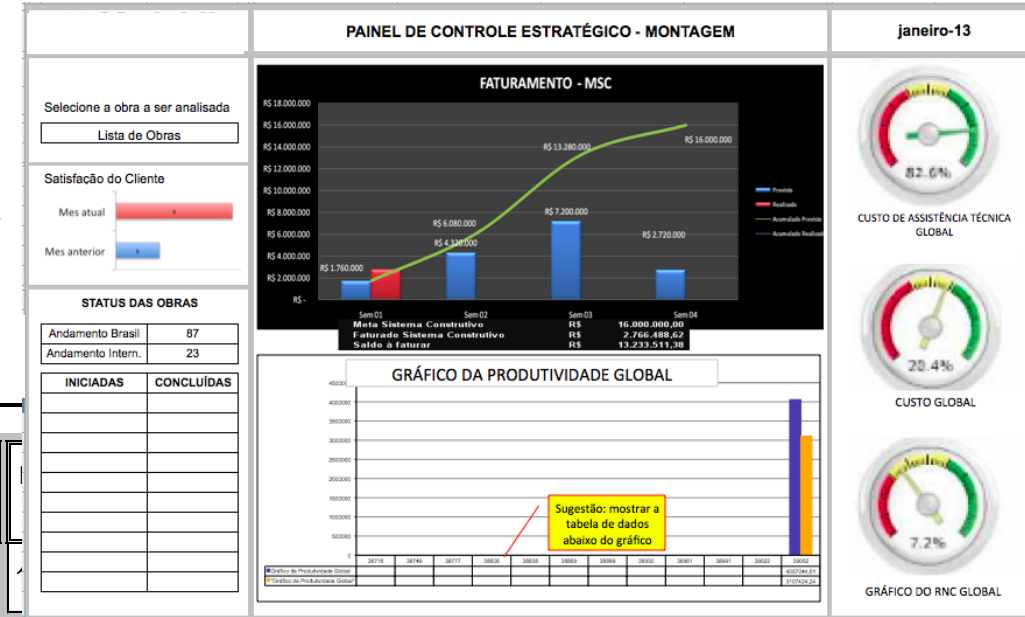 PAINEL DE CONTROLE ESTRATÉGICO - MONTAGEM
janeiro-13
Selecione a obra a ser analisada
Lista de Obras
Satisfação do Cliente
Mes atual
Mes anterior
STATUS DAS OBRAS
Andamento Brasil 87
Andamento Intern. 23
INICIADAS CONCLUÍDAS
FATURAMENTO - MSC
R$ 18.000.000
R$ 16.000.000
R$ 14.000.000
R$ 12.000.000
R$ 10.000.000
R$ 8.000.000
R$ 6.000.000
R$ 4.000.000
R$ 2.000.000
R$ -
R$ 1.760.000
R$ 6.080.000
R$ 4.320.000
R$ 13.280.000
R$ 7.200.000
R$ 16.000.000
R$ 2.720.000
Sem 01 Sem 02 Sem 03 Sem 04
Previsto
Realizado
Acumulado Previsto
Acumulado Realizado
Meta Sistema Construtivo R$ 16.000.000,00
Faturado Sistema Construtivo R$ 2.766.488,62
Saldo à faturar R$ 13.233.511,38
GRÁFICO DA PRODUTIVIDADE GLOBAL
4000000
3500000
3000000
2500000
2000000
1500000
1000000
500000
0
Sugestão: mostrar a
tabela de dados
abaixo do gráfico
38718 38749 38777 38838 38869 38899 38930 38961 38991 39022 39052
Gráfico da Produtividade Global
"Gráfico da Produtividade Global"
82.6%
CUSTO DE ASSISTÊNCIA TÉCNICA
GLOBAL
20.4%
CUSTO GLOBAL
7.2%
GRÁFICO DO RNC GLOBAL